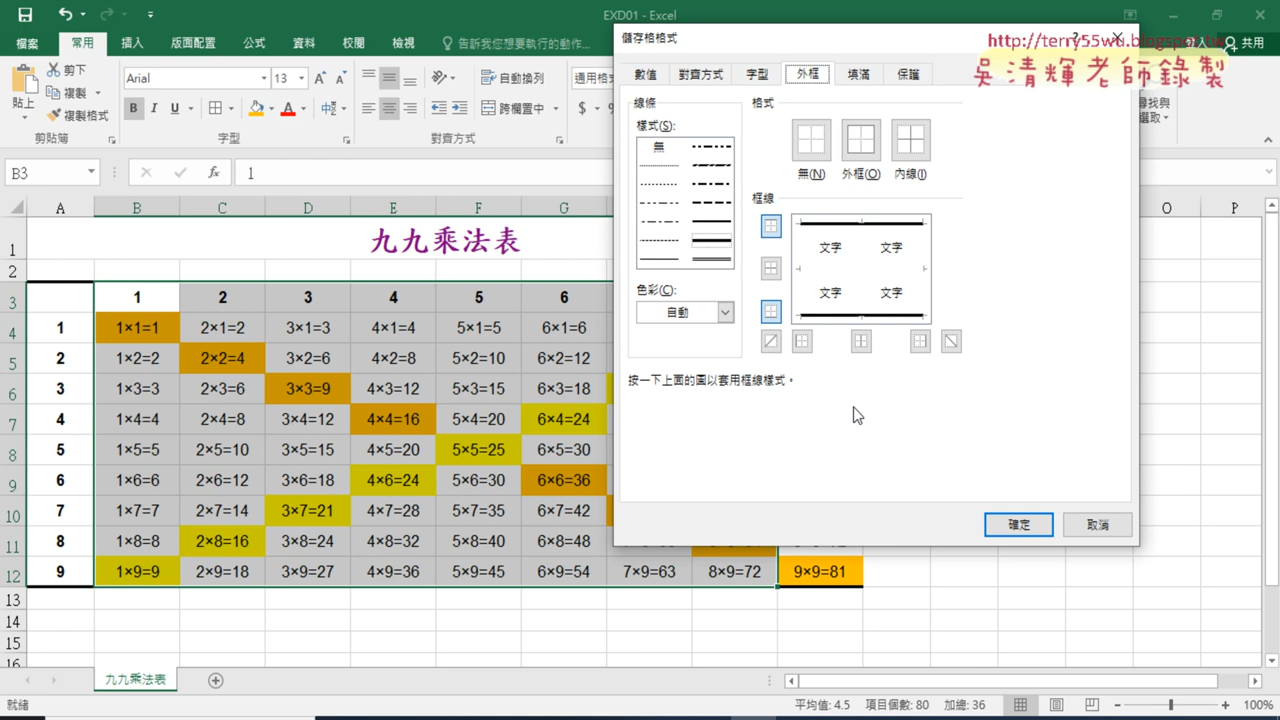 EXD01 - Excel
檔案 常用 插入 版面配置 公式 資料 校閱 檢視 告訴我您想要執行的動作... 共用
http://terry55wu.blogspot.tw
吳清輝老師錄製
貼上 剪下 複製 複製格式 剪貼簿
Arial 13 B I U 字型
自動換列 跨欄置中 對齊方式
通用格式 $ %
選取
B3 1
A B C D E F G O P
1 九九乘法表
2
3 1 2 3 4 5 6
4 1 1×1=1 2×1=2 3×1=3 4×1=4 5×1=5 6×1=6
5 2 1×2=2 2×2=4 3×2=6 4×2=8 5×2=10 6×2=12
6 3 1×3=3 2×3=6 3×3=9 4×3=12 5×3=15 6×3=18
7 4 1×4=4 2×4=8 3×4=12 4×4=16 5×4=20 6×4=24
8 5 1×5=5 2×5=10 3×5=15 4×5=20 5×5=25 6×5=30
9 6 1×6=6 2×6=12 3×6=18 4×6=24 5×6=30 6×6=36
10 7 1×7=7 2×7=14 3×7=21 4×7=28 5×7=35 6×7=42
11 8 1×8=8 2×8=16 3×8=24 4×8=32 5×8=40 6×8=48
12 9 1×9=9 2×9=18 3×9=27 4×9=36 5×9=45 6×9=54 7×9=63 8×9=72 9×9=81
13
14
15
16
儲存格格式
數值 對齊方式 字型 外框 填滿 保護
線條 格式
樣式(S):
無
無(N) 外框(O) 內線(I)
框線
文字 文字
文字 文字
色彩(C):
自動
按一下上面的圖以套用框線樣式。
確定 取消
九九乘法表
就緒 平均值: 4.5 項目個數: 80 加總: 36 100%